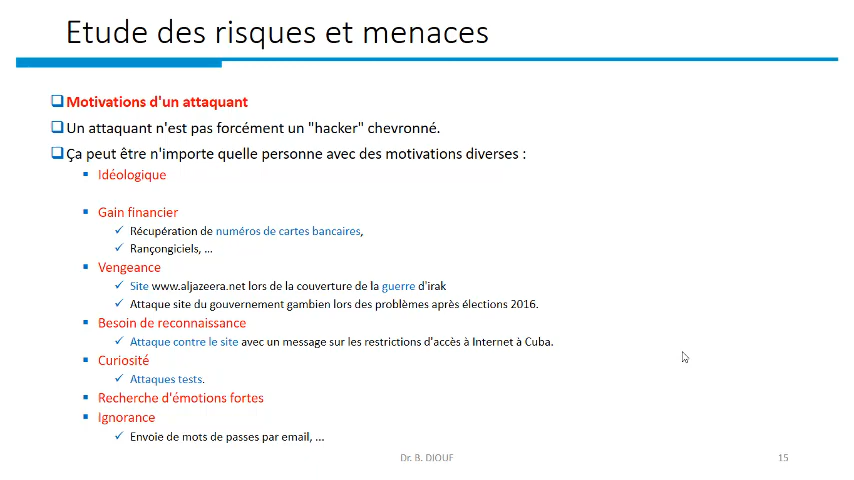 Etude des risques et menaces
Motivations d'un attaquant
Un attaquant n'est pas forcément un "hacker" chevronné.
Ça peut être n'importe quelle personne avec des motivations diverses :
Idéologique
Gain financier
Récupération de numéros de cartes bancaires,
Rançongiciels, ...
Vengeance
Site www.aljazeera.net lors de la couverture de la guerre d'irak
Attaque site du gouvernement gambien lors des problèmes après élections 2016.
Besoin de reconnaissance
Attaque contre le site avec un message sur les restrictions d'accès à Internet à Cuba.
Curiosité
Attaques tests.
Recherche d'émotions fortes
Ignorance
Envoie de mots de passes par email, ...
Dr. B. DIOUF
15